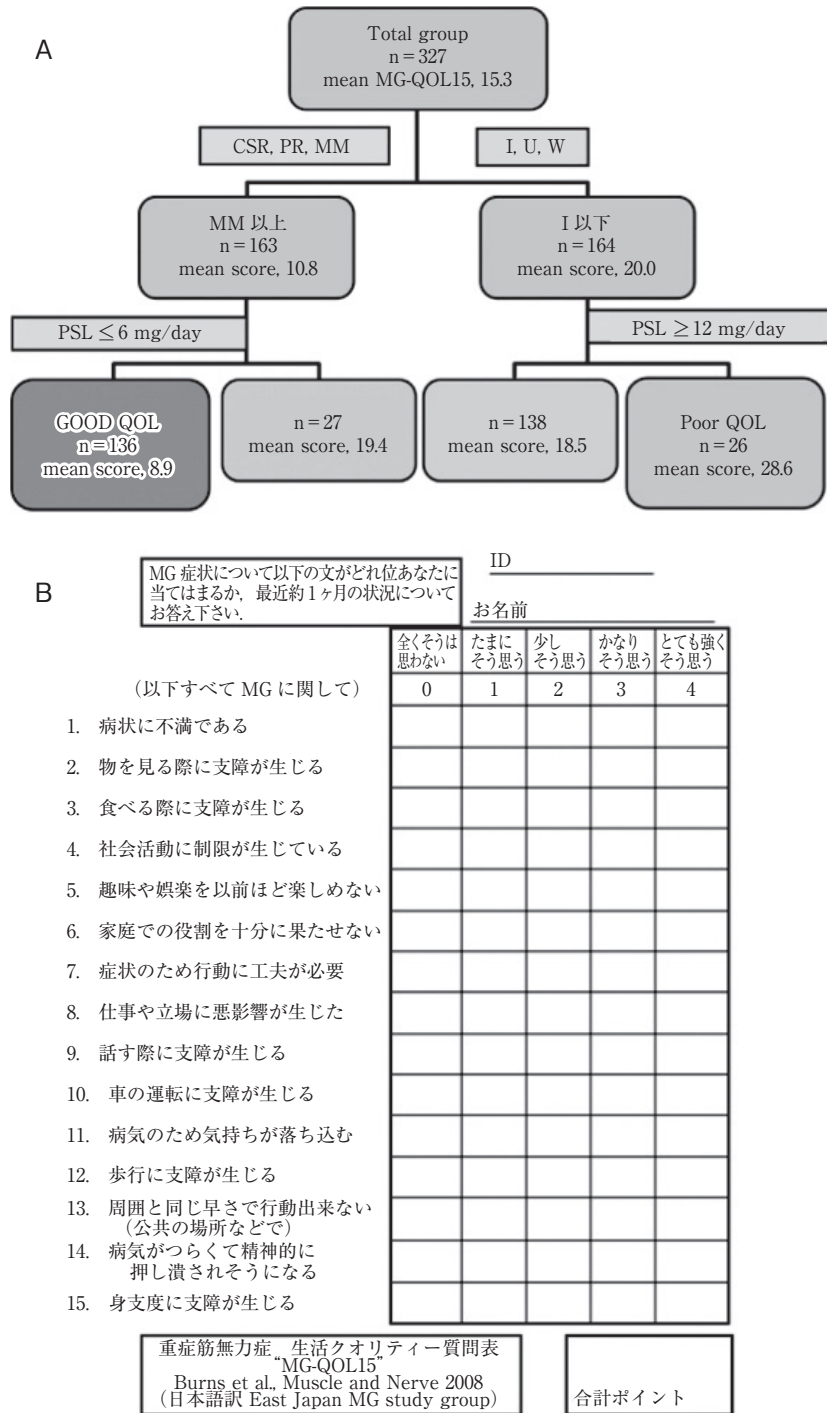 A
Total group
n = 327
mean MG-QOL15, 15.3
CSR, PR, MM
I, U, W
MM 以上
n = 163
mean score, 10.8
I 以下
n = 164
mean score, 20.0
PSL ≤ 6 mg/day
PSL ≥ 12 mg/day
GOOD QOL
n = 136
mean score, 8.9
n = 27
mean score, 19.4
n = 138
mean score, 18.5
Poor QOL
n = 26
mean score, 28.6
B
MG 症状について以下の文がどれ位あなたに
当てはまるか，最近約 1 ヶ月の状況について
お答え下さい．
ID
お名前
全くそうは
思わない
たまに
そう思う
少し
そう思う
かなり
そう思う
とても強く
そう思う
（以下すべて MG に関して） 0 1 2 3 4
1. 病状に不満である
2. 物を見る際に支障が生じる
3. 食べる際に支障が生じる
4. 社会活動に制限が生じている
5. 趣味や娯楽を以前ほど楽しめない
6. 家庭での役割を十分に果たせない
7. 症状のため行動に工夫が必要
8. 仕事や立場に悪影響が生じた
9. 話す際に支障が生じる
10. 車の運転に支障が生じる
11. 病気のため気持ちが落ち込む
12. 歩行に支障が生じる
13. 周囲と同じ早さで行動出来ない
（公共の場所などで）
14. 病気がつらくて精神的に
押し潰されそうになる
15. 身支度に支障が生じる
重症筋無力症 生活クオリティー質問表
“MG-QOL15”
Burns et al., Muscle and Nerve 2008
（日本語訳 East Japan MG study group）
合計ポイント